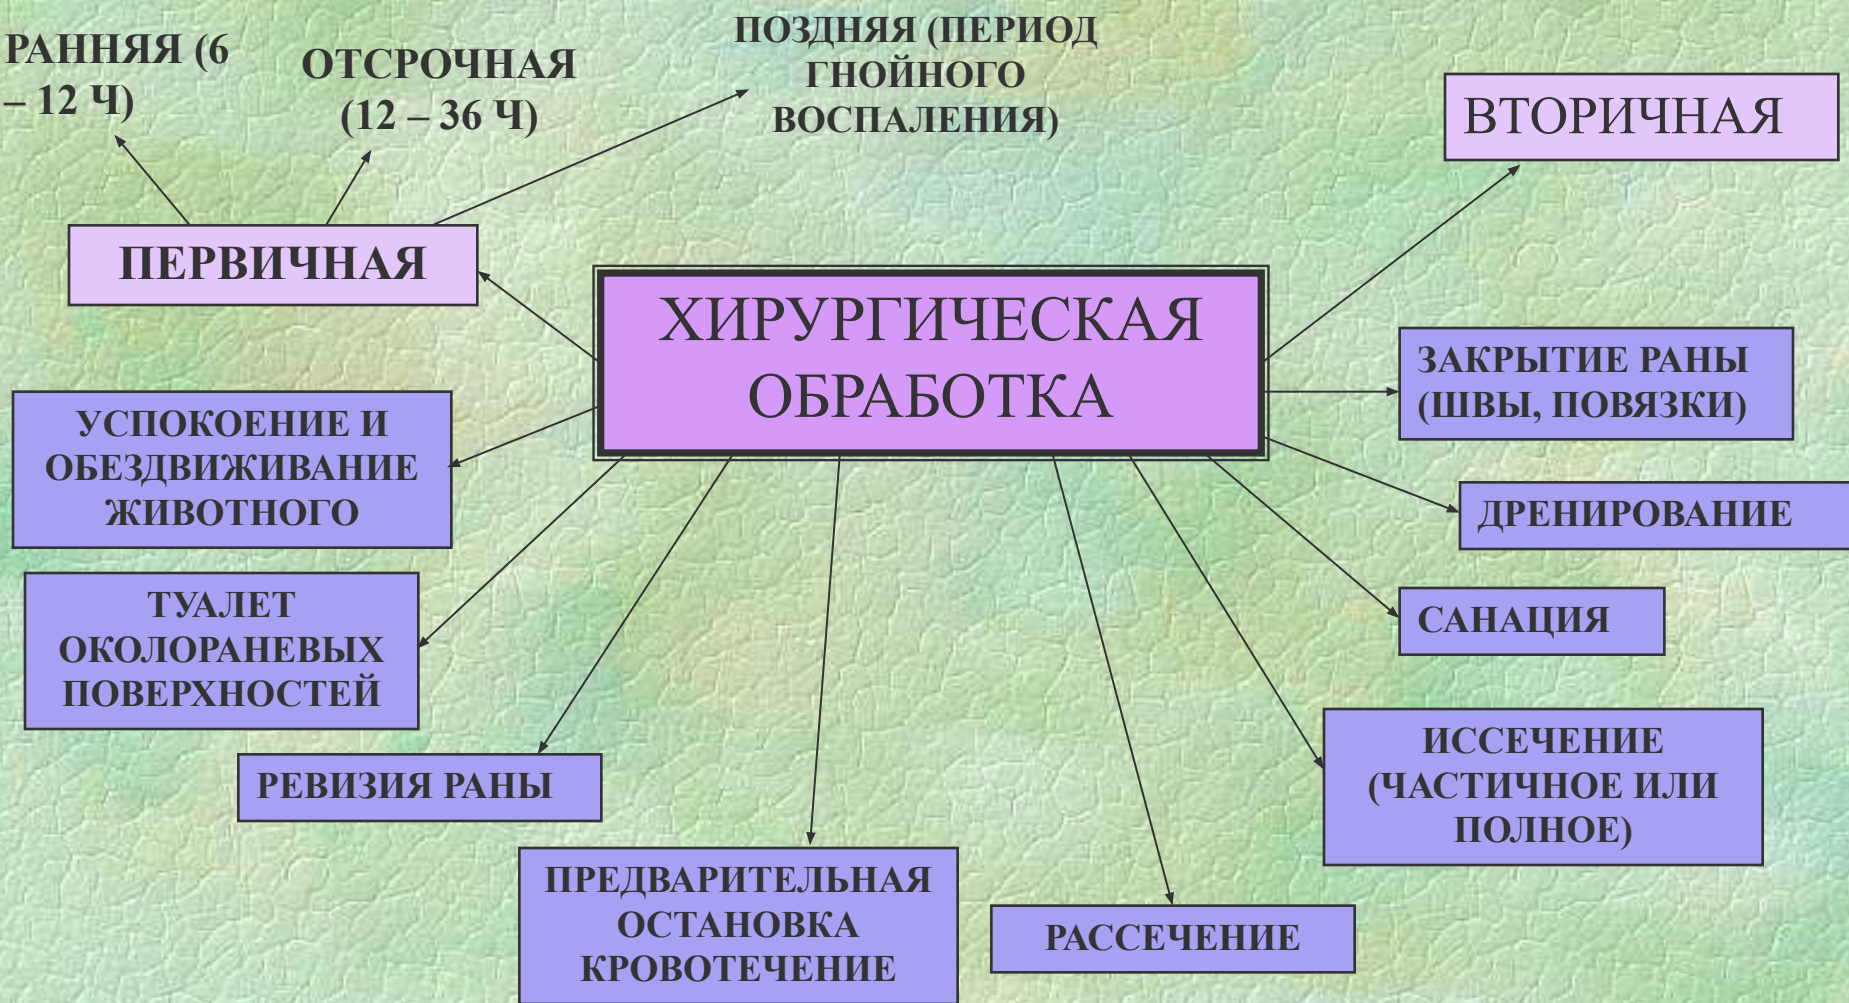 РАННЯЯ (6
– 12 Ч)
ОТСРОЧНАЯ
(12 – 36 Ч)
ПОЗДНЯЯ (ПЕРИОД
ГНОЙНОГО
ВОСПАЛЕНИЯ)
ВТОРИЧНАЯ
ПЕРВИЧНАЯ
ХИРУРГИЧЕСКАЯ
ОБРАБОТКА
УСПОКОЕНИЕ И
ОБЕЗДВИЖИВАНИЕ
ЖИВОТНОГО
ТУАЛЕТ
ОКОЛОРАНЕВЫХ
ПОВЕРХНОСТЕЙ
РЕВИЗИЯ РАНЫ
ПРЕДВАРИТЕЛЬНАЯ
ОСТАНОВКА
КРОВОТЕЧЕНИЕ
РАССЕЧЕНИЕ
ИССЕЧЕНИЕ
(ЧАСТИЧНОЕ ИЛИ
ПОЛНОЕ)
САНАЦИЯ
ДРЕНИРОВАНИЕ
ЗАКРЫТИЕ РАНЫ
(ШВЫ, ПОВЯЗКИ)